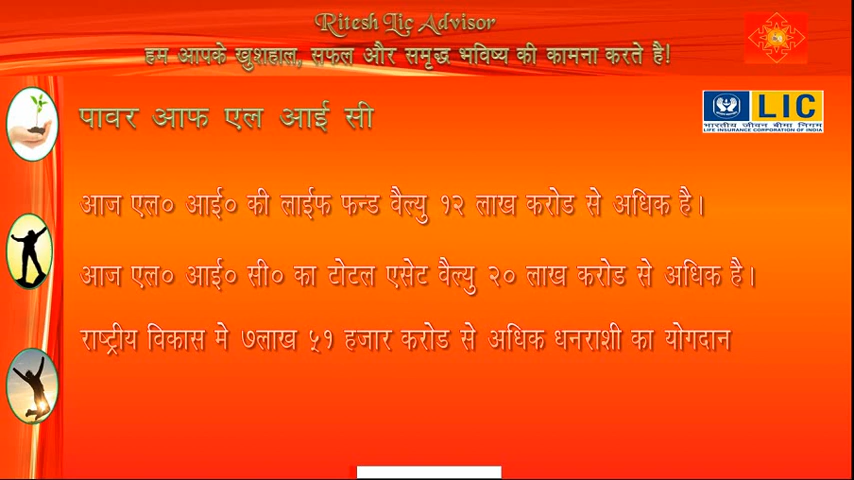 Ritesh Lic Advisor
हम आपके खुशहाल, सफल और समृद्ध भविष्य की कामना करते है!
पावर आफ एल आई सी
LIC
भारतीय जीवन बीमा निगम
LIFE INSURANCE CORPORATION OF INDIA
आज एल० आई० की लाईफ फन्ड वैल्यु १२ लाख करोड से अधिक है।
आज एल० आई० सी० का टोटल एसेट वैल्यु २० लाख करोड से अधिक है।
राष्ट्रीय विकास मे ७लाख ५१ हजार करोड से अधिक धनराशी का योगदान